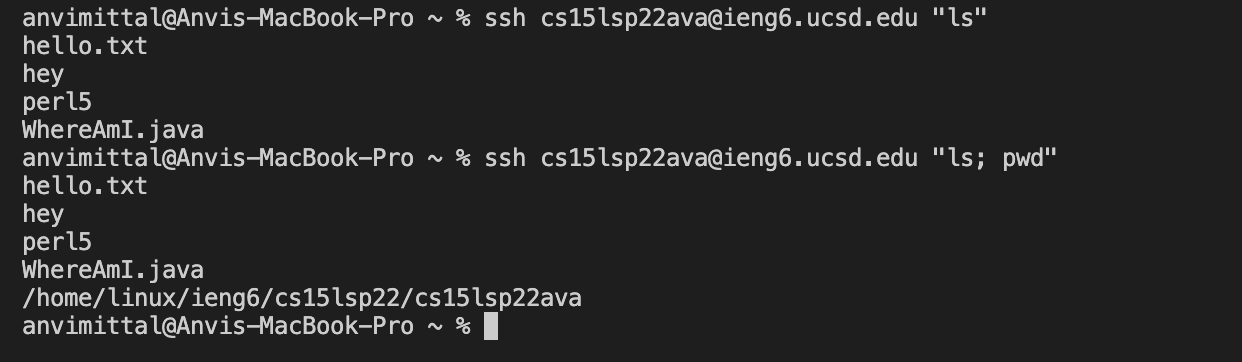 anvimittal@Anvis-MacBook-Pro ~ % ssh cs15lsp22ava@ieng6.ucsd.edu "ls"
hello.txt
hey
perl5
WhereAmI.java
anvimittal@Anvis-MacBook-Pro ~ % ssh cs15lsp22ava@ieng6.ucsd.edu "ls; pwd"
hello.txt
hey
perl5
WhereAmI.java
/home/linux/ieng6/cs15lsp22/cs15lsp22ava
anvimittal@Anvis-MacBook-Pro ~ %